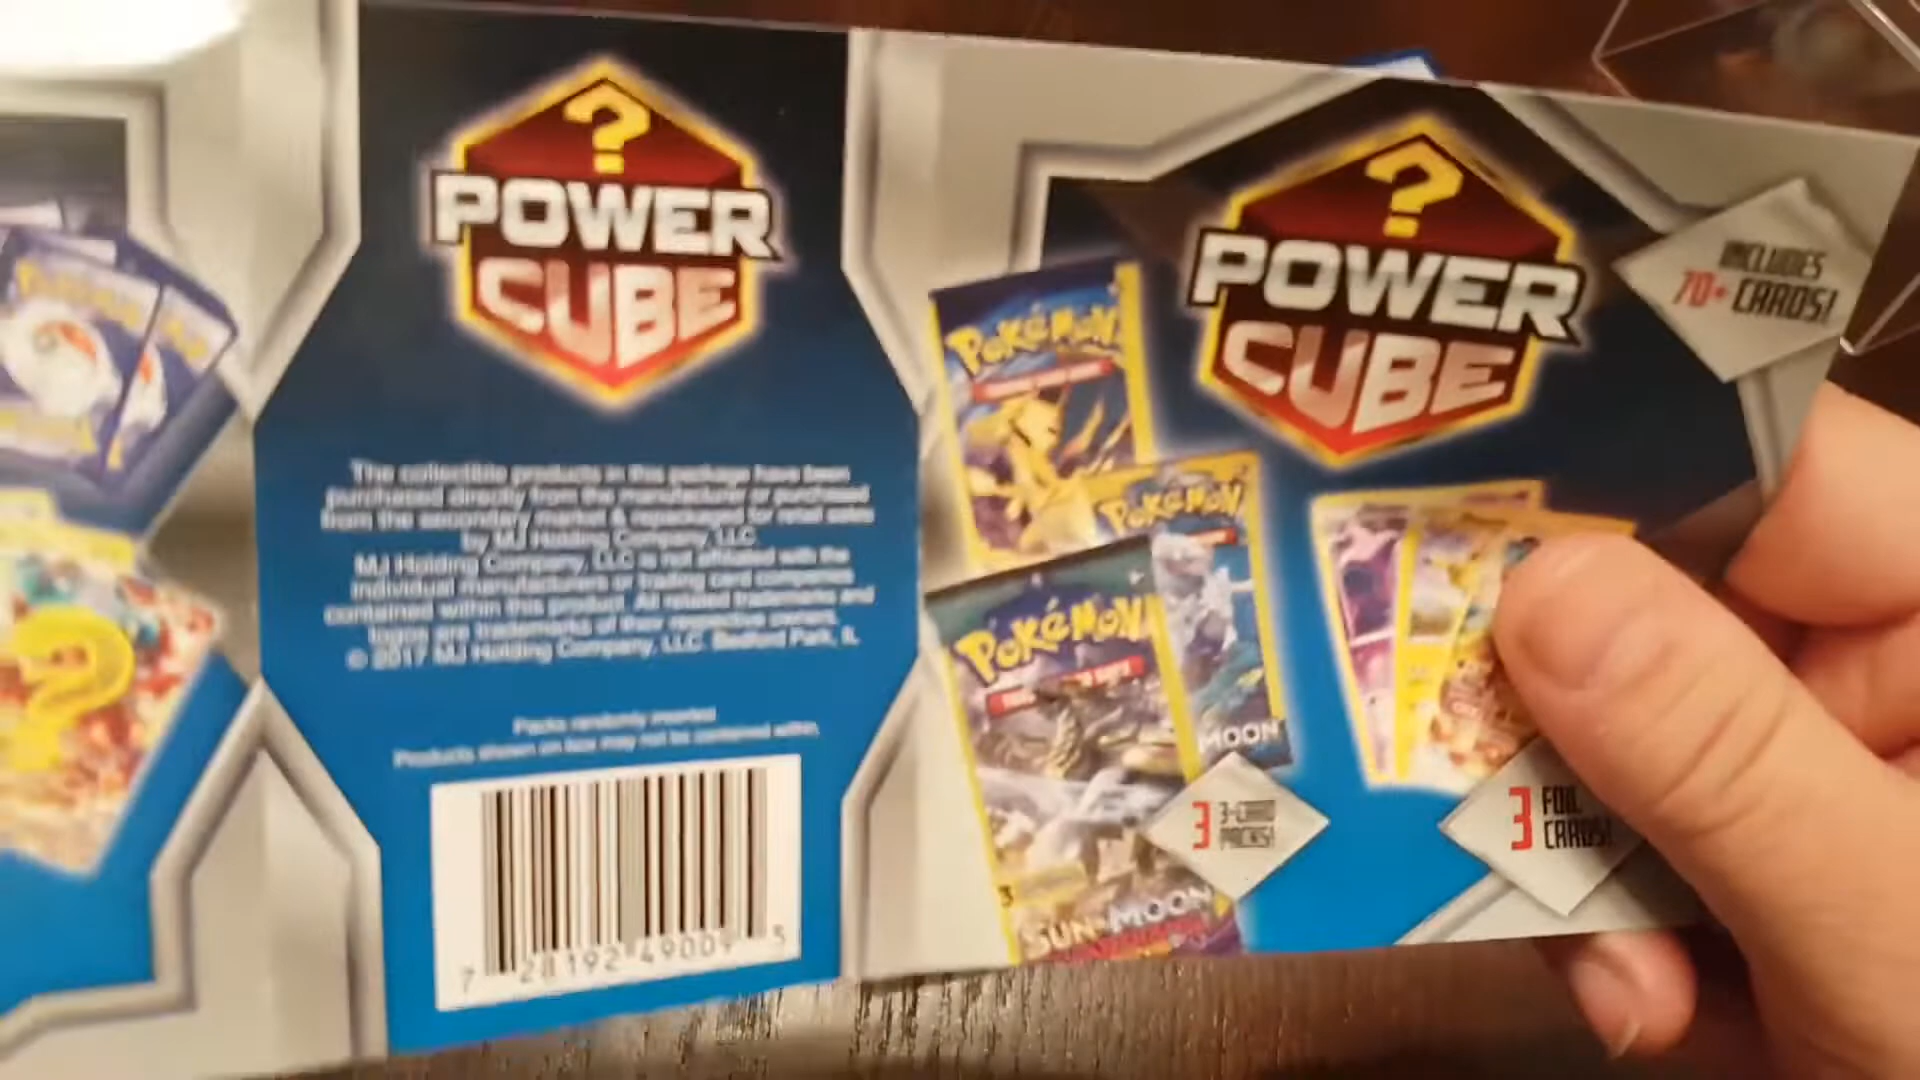 ?
POWER
CUBE
The collectible products in this package have been
purchased directly from the manufacturer or purchased
from the secondary market & repackaged for retail sales
by MJ Holding Company, LLC.
MJ Holding Company, LLC is not affiliated with the
individual manufacturers or trading card companies
contained within this product. All related trademarks and
logos are trademarks of their respective owners.
© 2017 MJ Holding Company, LLC. Bedford Park, IL
Packs randomly inserted
Products shown on box may not be contained within.
7 28192 49009 5
?
POWER
CUBE
INCLUDES
70+ CARDS!
POKéMON
POKéMON
MOON
POKéMON
3
SUN & MOON
3 3-CARD
PACKS!
3 FOIL
CARDS!
?